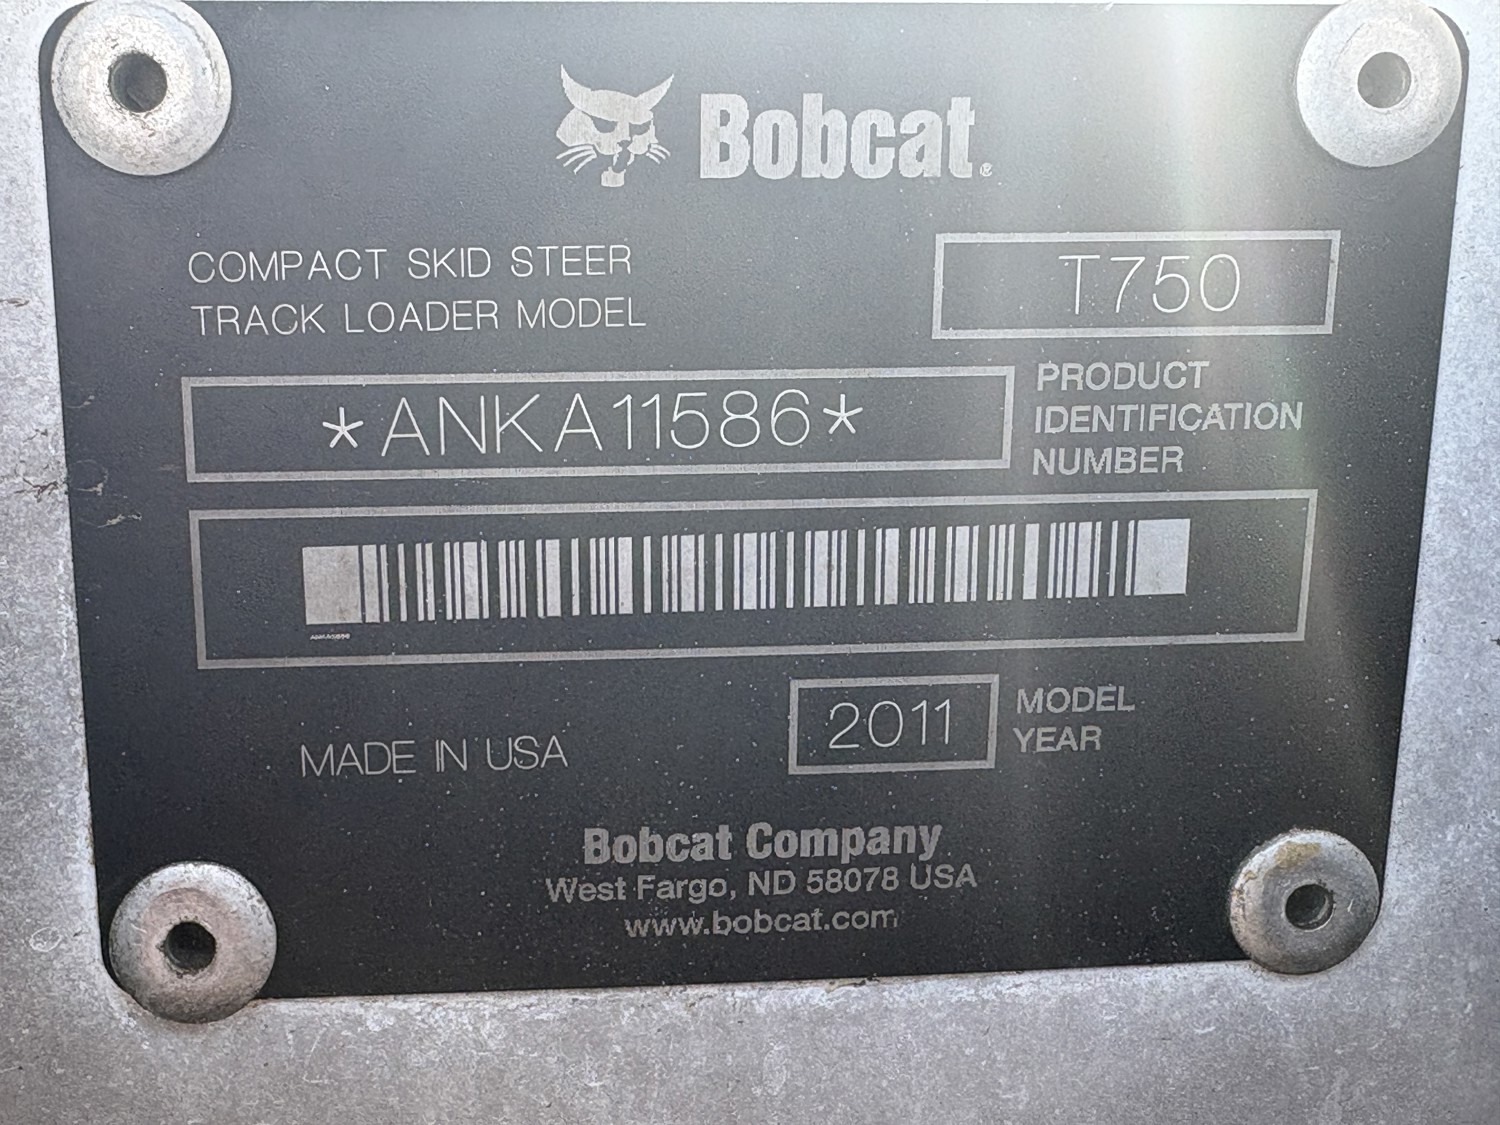 Bobcat®
COMPACT SKID STEER
TRACK LOADER MODEL
T750
*ANKA11586*
PRODUCT
IDENTIFICATION
NUMBER
2011
MODEL
YEAR
MADE IN USA
Bobcat Company
West Fargo, ND 58078 USA
www.bobcat.com